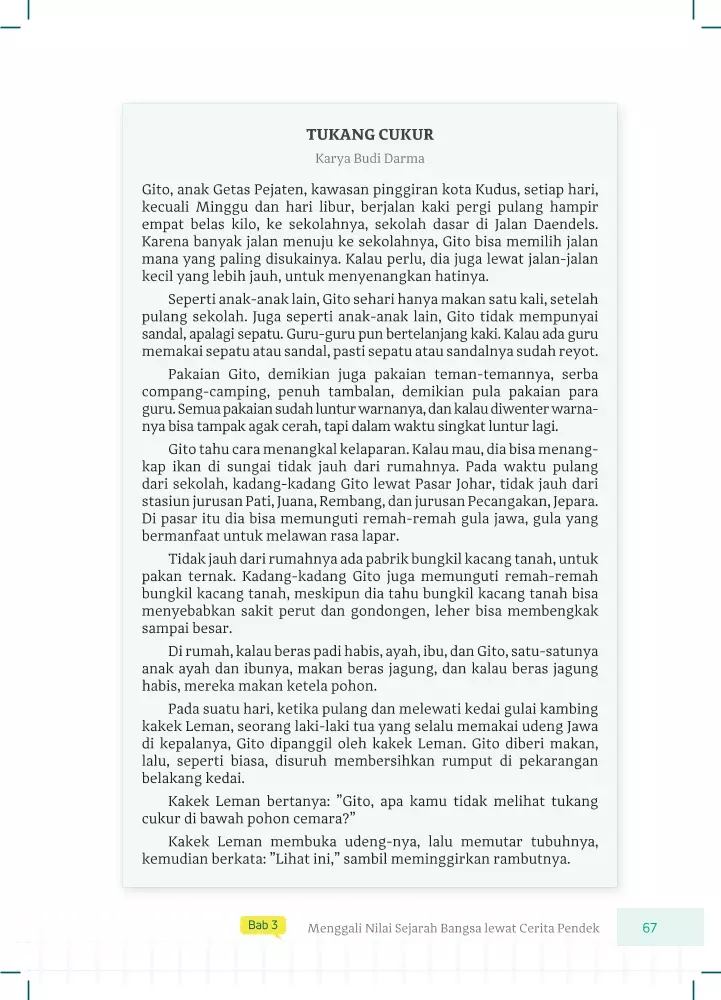 TUKANG CUKUR
Karya Budi Darma
Gito, anak Getas Pejaten, kawasan pinggiran kota Kudus, setiap hari,
kecuali Minggu dan hari libur, berjalan kaki pergi pulang hampir
empat belas kilo, ke sekolahnya, sekolah dasar di Jalan Daendels.
Karena banyak jalan menuju ke sekolahnya, Gito bisa memilih jalan
mana yang paling disukainya. Kalau perlu, dia juga lewat jalan-jalan
kecil yang lebih jauh, untuk menyenangkan hatinya.
Seperti anak-anak lain, Gito sehari hanya makan satu kali, setelah
pulang sekolah. Juga seperti anak-anak lain, Gito tidak mempunyai
sandal, apalagi sepatu. Guru-guru pun bertelanjang kaki. Kalau ada guru
memakai sepatu atau sandal, pasti sepatu atau sandalnya sudah reyot.
Pakaian Gito, demikian juga pakaian teman-temannya, serba
compang-camping, penuh tambalan, demikian pula pakaian para
guru. Semua pakaian sudah luntur warnanya, dan kalau diwenter warna-
nya bisa tampak agak cerah, tapi dalam waktu singkat luntur lagi.
Gito tahu cara menangkal kelaparan. Kalau mau, dia bisa menang-
kap ikan di sungai tidak jauh dari rumahnya. Pada waktu pulang
dari sekolah, kadang-kadang Gito lewat Pasar Johar, tidak jauh dari
stasiun jurusan Pati, Juana, Rembang, dan jurusan Pecangakan, Jepara.
Di pasar itu dia bisa memunguti remah-remah gula jawa, gula yang
bermanfaat untuk melawan rasa lapar.
Tidak jauh dari rumahnya ada pabrik bungkil kacang tanah, untuk
pakan ternak. Kadang-kadang Gito juga memunguti remah-remah
bungkil kacang tanah, meskipun dia tahu bungkil kacang tanah bisa
menyebabkan sakit perut dan gondongen, leher bisa membengkak
sampai besar.
Di rumah, kalau beras padi habis, ayah, ibu, dan Gito, satu-satunya
anak ayah dan ibunya, makan beras jagung, dan kalau beras jagung
habis, mereka makan ketela pohon.
Pada suatu hari, ketika pulang dan melewati kedai gulai kambing
kakek Leman, seorang laki-laki tua yang selalu memakai udeng Jawa
di kepalanya, Gito dipanggil oleh kakek Leman. Gito diberi makan,
lalu, seperti biasa, disuruh membersihkan rumput di pekarangan
belakang kedai.
Kakek Leman bertanya: ”Gito, apa kamu tidak melihat tukang
cukur di bawah pohon cemara?”
Kakek Leman membuka udeng-nya, lalu memutar tubuhnya,
kemudian berkata: ”Lihat ini,” sambil meminggirkan rambutnya.
Bab 3 Menggali Nilai Sejarah Bangsa lewat Cerita Pendek 67